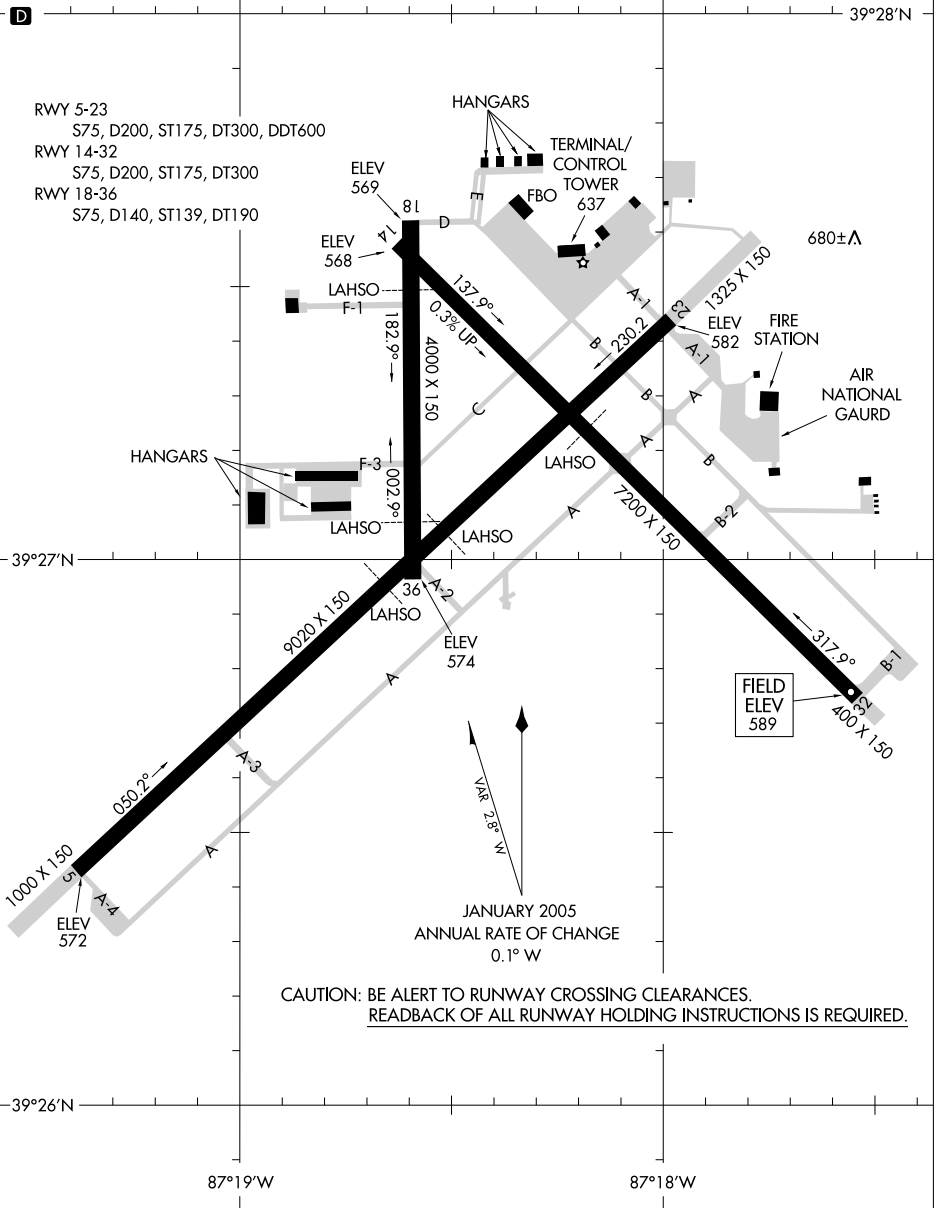 D
39°28'N
RWY 5-23
S75, D200, ST175, DT300, DDT600
RWY 14-32
S75, D200, ST175, DT300
RWY 18-36
S75, D140, ST139, DT190
HANGARS
TERMINAL/
CONTROL
TOWER
637
FBO
E
D
ELEV
569
18
14
ELEV
568
680±
LAHSO
F-1
137.9°
0.3% UP
182.9°
4000 X 150
A-1
1325 X 150
23
230.2
ELEV
582
FIRE
STATION
A-1
AIR
NATIONAL
GAURD
B
B
A
A
B
C
LAHSO
HANGARS
F-3
002.9°
LAHSO
LAHSO
A
7200 X 150
B-2
39°27'N
36
A-2
LAHSO
ELEV
574
9020 X 150
A
317.9°
B-1
FIELD
ELEV
589
32
400 X 150
A-3
050.2°
VAR 2.8° W
A
1000 X 150
5
A-4
ELEV
572
JANUARY 2005
ANNUAL RATE OF CHANGE
0.1° W
CAUTION: BE ALERT TO RUNWAY CROSSING CLEARANCES.
READBACK OF ALL RUNWAY HOLDING INSTRUCTIONS IS REQUIRED.
39°26'N
87°19'W
87°18'W